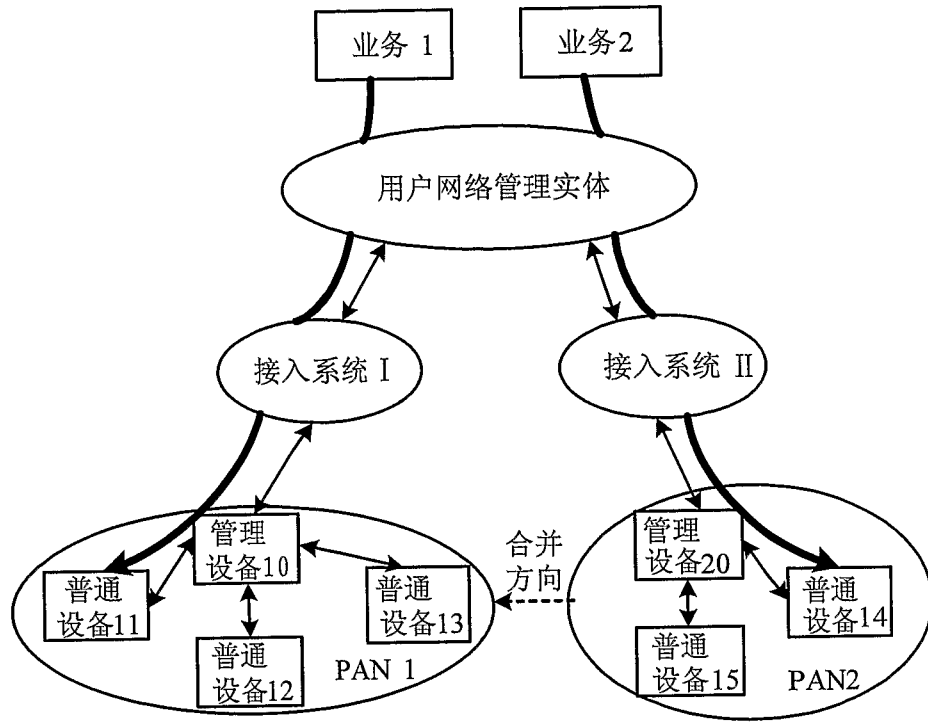 业务 1
业务2
用户网络管理实体
接入系统 Ⅰ
接入系统 Ⅱ
管理
设备10
普通
设备11
普通
设备13
普通
设备12
PAN 1
合并
方向
管理
设备20
普通
设备14
普通
设备15
PAN2